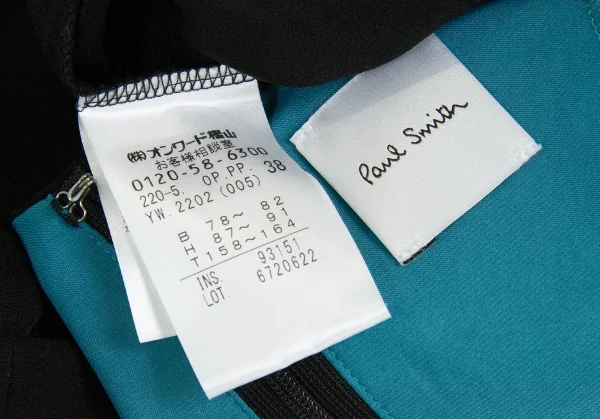 ㈱オンワード樫山
お客様相談室
0120-58-6300
220-5. OP.PP. 38
YW. 2202 (005)
B 78～ 82
H 87～ 91
T 158～164
INS. 93151
LOT. 6720622
Paul Smith